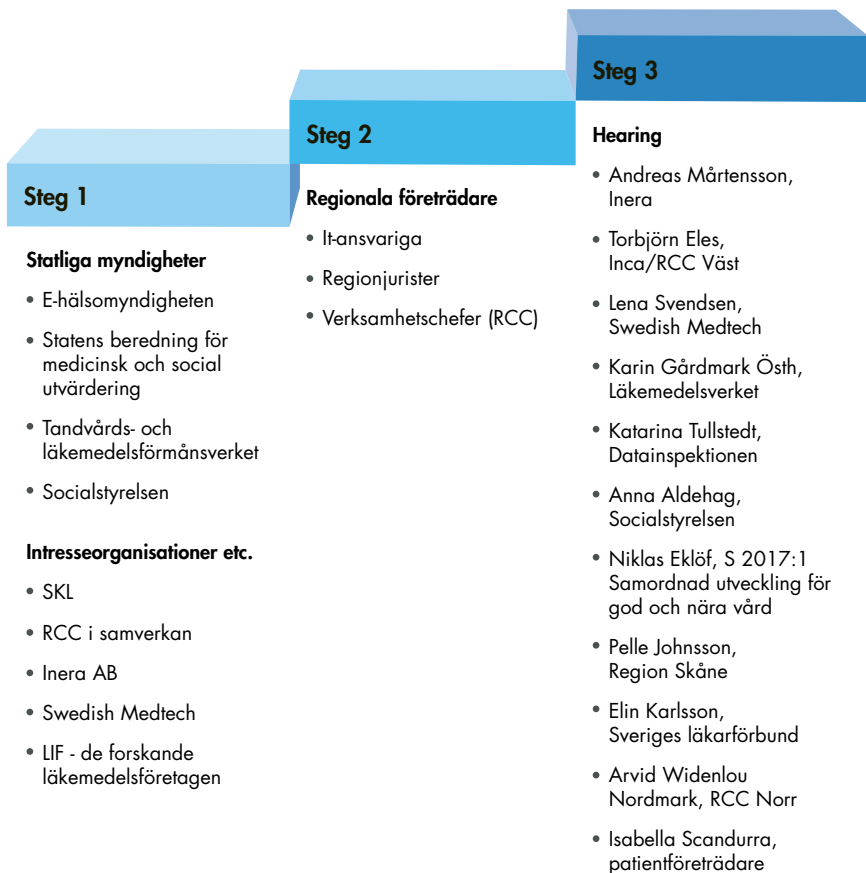 Steg 1
Statliga myndigheter
• E-hälsomyndigheten
• Statens beredning för
medicinsk och social
utvärdering
• Tandvårds- och
läkemedelsförmånsverket
• Socialstyrelsen
Intresseorganisationer etc.
• SKL
• RCC i samverkan
• Inera AB
• Swedish Medtech
• LIF - de forskande
läkemedelsföretagen
Steg 2
Regionala företrädare
• It-ansvariga
• Regionjurister
• Verksamhetschefer (RCC)
Steg 3
Hearing
• Andreas Mårtensson,
Inera
• Torbjörn Eles,
Inca/RCC Väst
• Lena Svendsen,
Swedish Medtech
• Karin Gårdmark Östh,
Läkemedelsverket
• Katarina Tullstedt,
Datainspektionen
• Anna Aldehag,
Socialstyrelsen
• Niklas Eklöf, S 2017:1
Samordnad utveckling för
god och nära vård
• Pelle Johnsson,
Region Skåne
• Elin Karlsson,
Sveriges läkarförbund
• Arvid Widenlou
Nordmark, RCC Norr
• Isabella Scandurra,
patientföreträdare